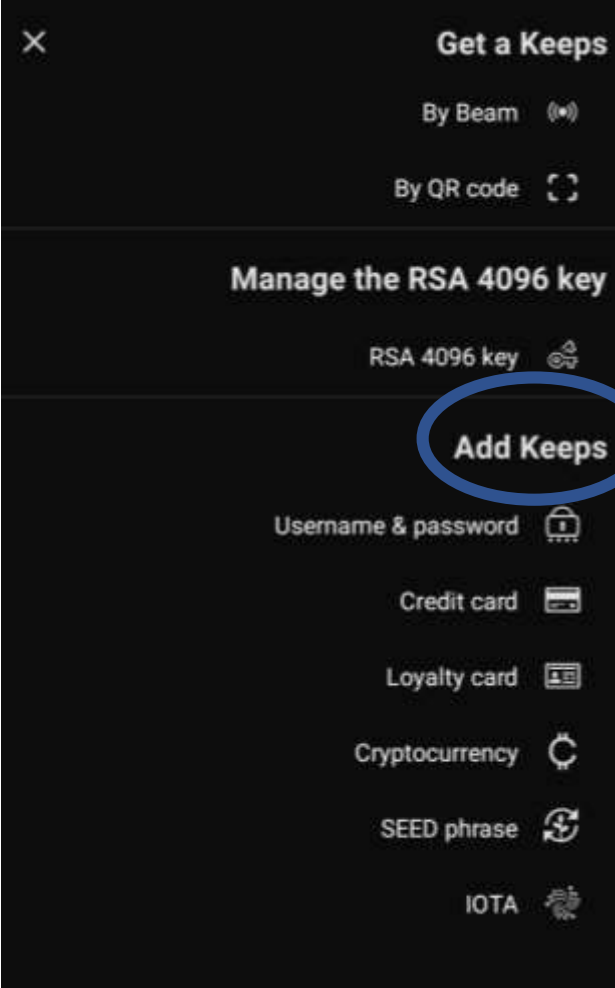 Get a Keeps
By Beam
By QR code
Manage the RSA 4096 key
RSA 4096 key
Add Keeps
Username & password
Credit card
Loyalty card
Cryptocurrency
SEED phrase
IOTA